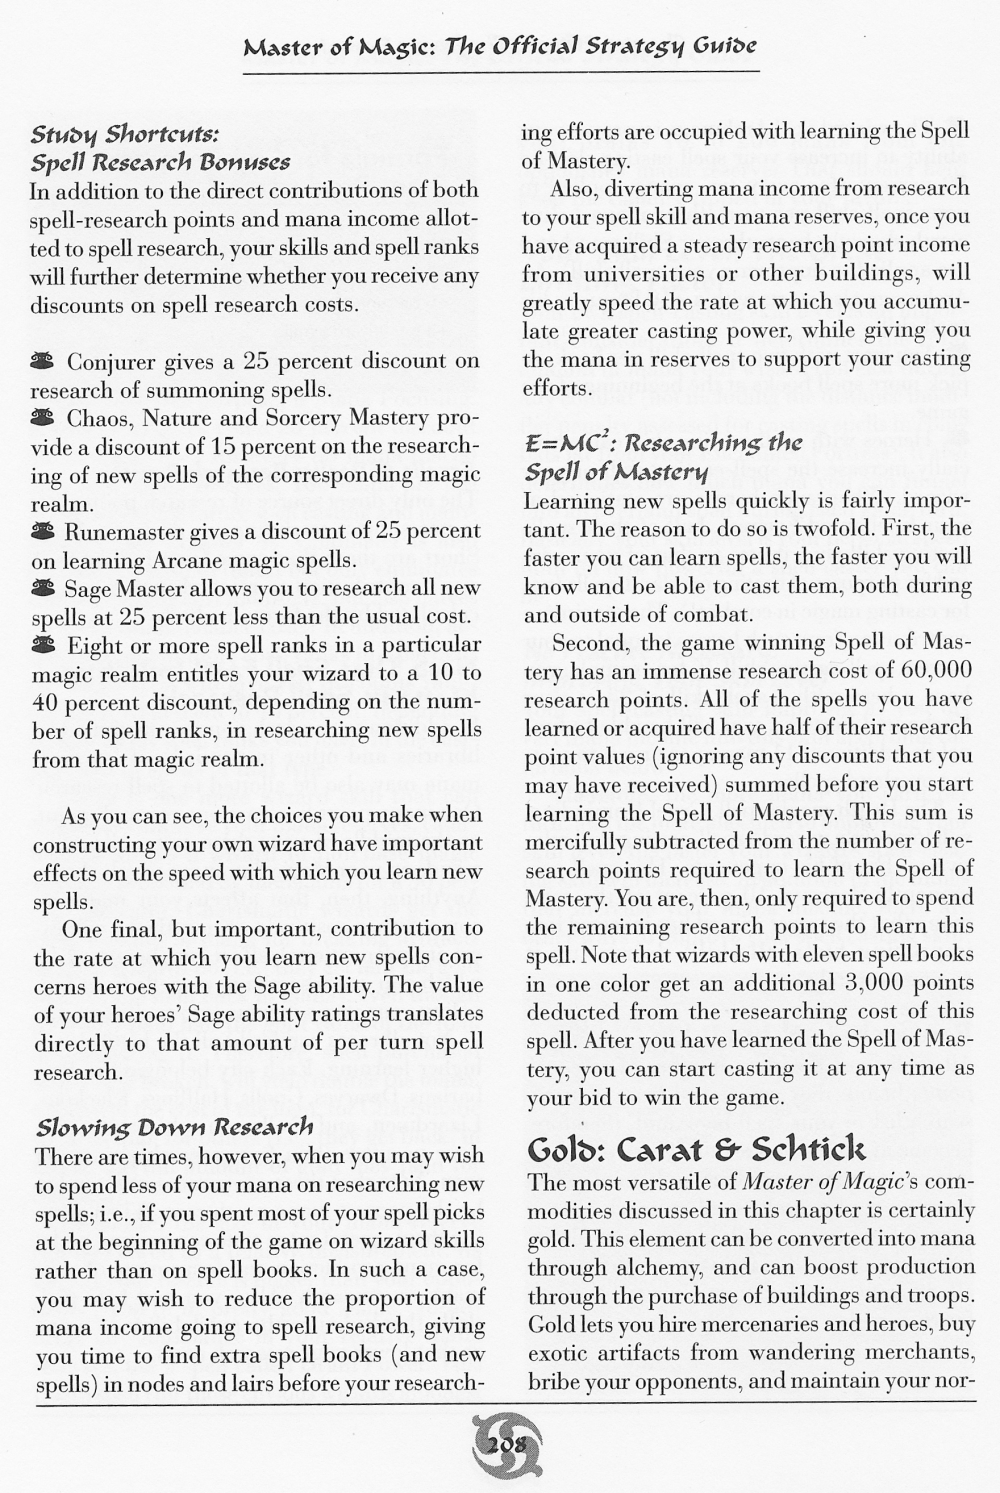 Master of Magic: The Official Strategy Guide
Study Shortcuts:
Spell Research Bonuses
In addition to the direct contributions of both
spell-research points and mana income allot-
ted to spell research, your skills and spell ranks
will further determine whether you receive any
discounts on spell research costs.
Conjurer gives a 25 percent discount on
research of summoning spells.
Chaos, Nature and Sorcery Mastery pro-
vide a discount of 15 percent on the research-
ing of new spells of the corresponding magic
realm.
Runemaster gives a discount of 25 percent
on learning Arcane magic spells.
Sage Master allows you to research all new
spells at 25 percent less than the usual cost.
Eight or more spell ranks in a particular
magic realm entitles your wizard to a 10 to
40 percent discount, depending on the num-
ber of spell ranks, in researching new spells
from that magic realm.
As you can see, the choices you make when
constructing your own wizard have important
effects on the speed with which you learn new
spells.
One final, but important, contribution to
the rate at which you learn new spells con-
cerns heroes with the Sage ability. The value
of your heroes' Sage ability ratings translates
directly to that amount of per turn spell
research.
Slowing Down Research
There are times, however, when you may wish
to spend less of your mana on researching new
spells; i.e., if you spent most of your spell picks
at the beginning of the game on wizard skills
rather than on spell books. In such a case,
you may wish to reduce the proportion of
mana income going to spell research, giving
you time to find extra spell books (and new
spells) in nodes and lairs before your research-
ing efforts are occupied with learning the Spell
of Mastery.
Also, diverting mana income from research
to your spell skill and mana reserves, once you
have acquired a steady research point income
from universities or other buildings, will
greatly speed the rate at which you accumu-
late greater casting power, while giving you
the mana in reserves to support your casting
efforts.
E=MC²: Researching the
Spell of Mastery
Learning new spells quickly is fairly impor-
tant. The reason to do so is twofold. First, the
faster you can learn spells, the faster you will
know and be able to cast them, both during
and outside of combat.
Second, the game winning Spell of Mas-
tery has an immense research cost of 60,000
research points. All of the spells you have
learned or acquired have half of their research
point values (ignoring any discounts that you
may have received) summed before you start
learning the Spell of Mastery. This sum is
mercifully subtracted from the number of re-
search points required to learn the Spell of
Mastery. You are, then, only required to spend
the remaining research points to learn this
spell. Note that wizards with eleven spell books
in one color get an additional 3,000 points
deducted from the researching cost of this
spell. After you have learned the Spell of Mas-
tery, you can start casting it at any time as
your bid to win the game.
Gold: Carat & Schtick
The most versatile of Master of Magic's com-
modities discussed in this chapter is certainly
gold. This element can be converted into mana
through alchemy, and can boost production
through the purchase of buildings and troops.
Gold lets you hire mercenaries and heroes, buy
exotic artifacts from wandering merchants,
bribe your opponents, and maintain your nor-
208